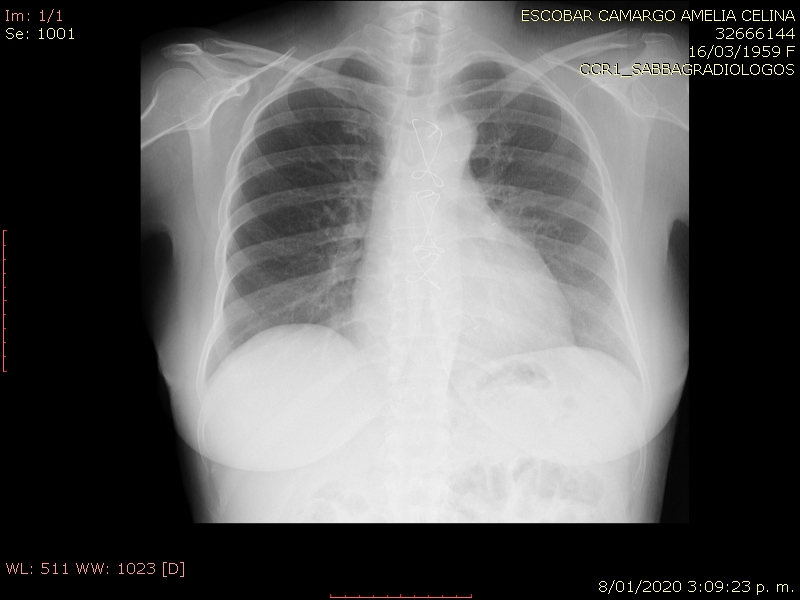 Im: 1/1
Se: 1001
ESCOBAR CAMARGO AMELIA CELINA
32666144
16/03/1959 F
CCR1_SABBAGRADIOLOGOS
WL: 511 WW: 1023 [D]
8/01/2020 3:09:23 p. m.